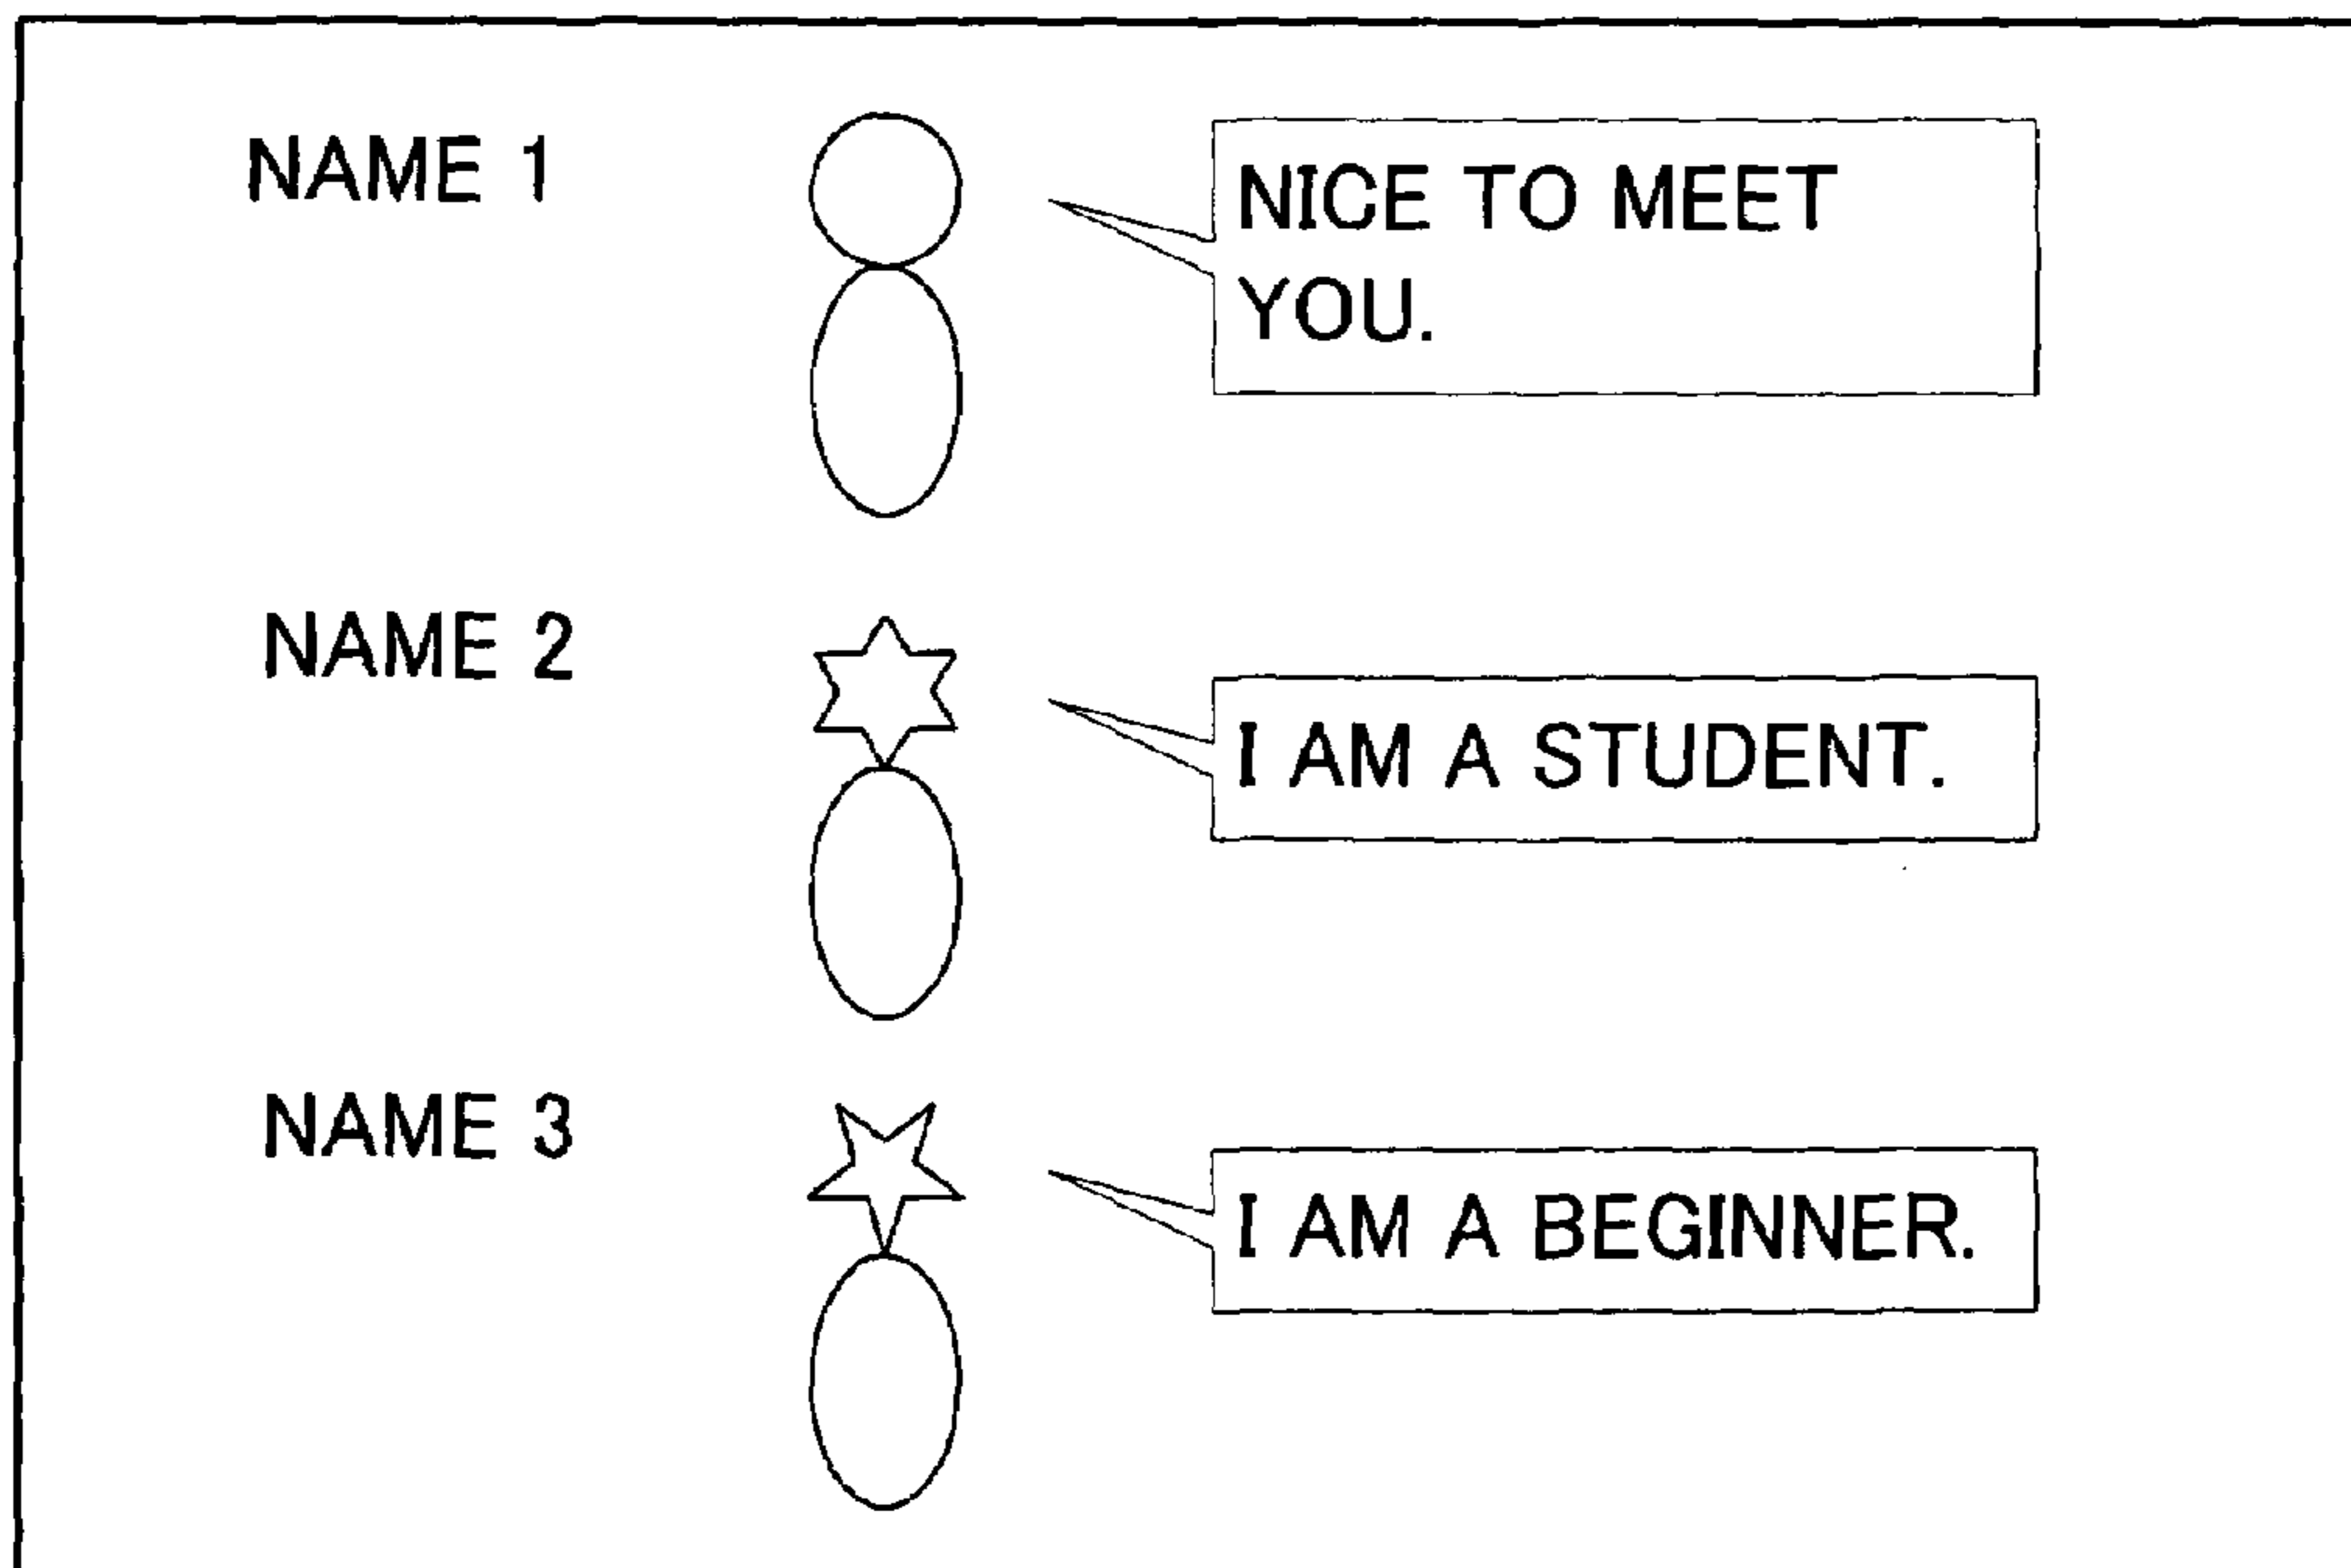 NAME 1
NICE TO MEET
YOU.
NAME 2
I AM A STUDENT.
NAME 3
I AM A BEGINNER.